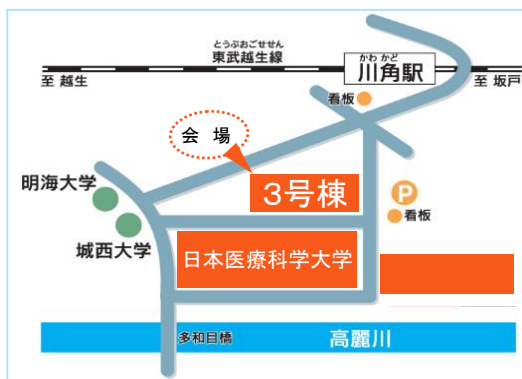 とうぶおごせせん
東武越生線
かわ かど
川角駅
至 越生
至 坂戸
看板
会 場
明海大学
3号棟
P
看板
城西大学
日本医療科学大学
多和目橋
高麗川